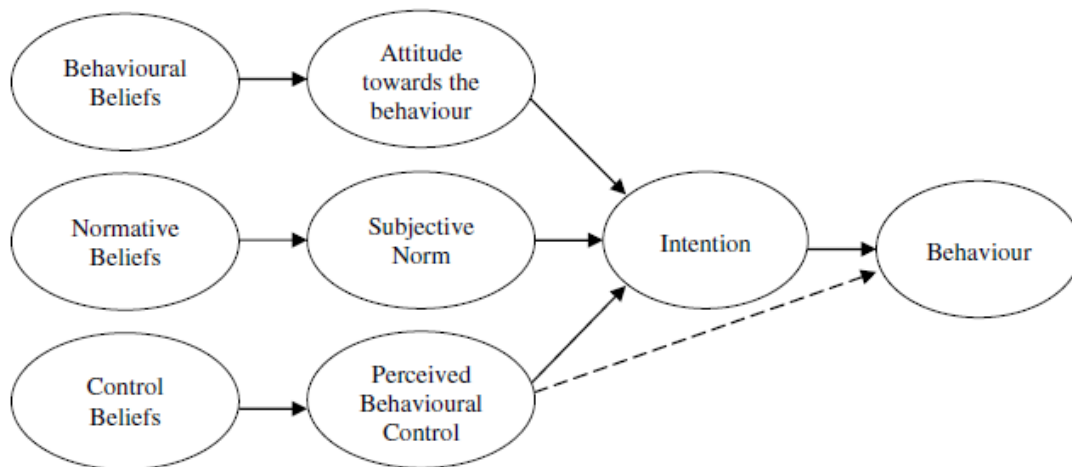 Behavioural
Beliefs
Attitude
towards the
behaviour
Normative
Beliefs
Subjective
Norm
Intention
Behaviour
Control
Beliefs
Perceived
Behavioural
Control